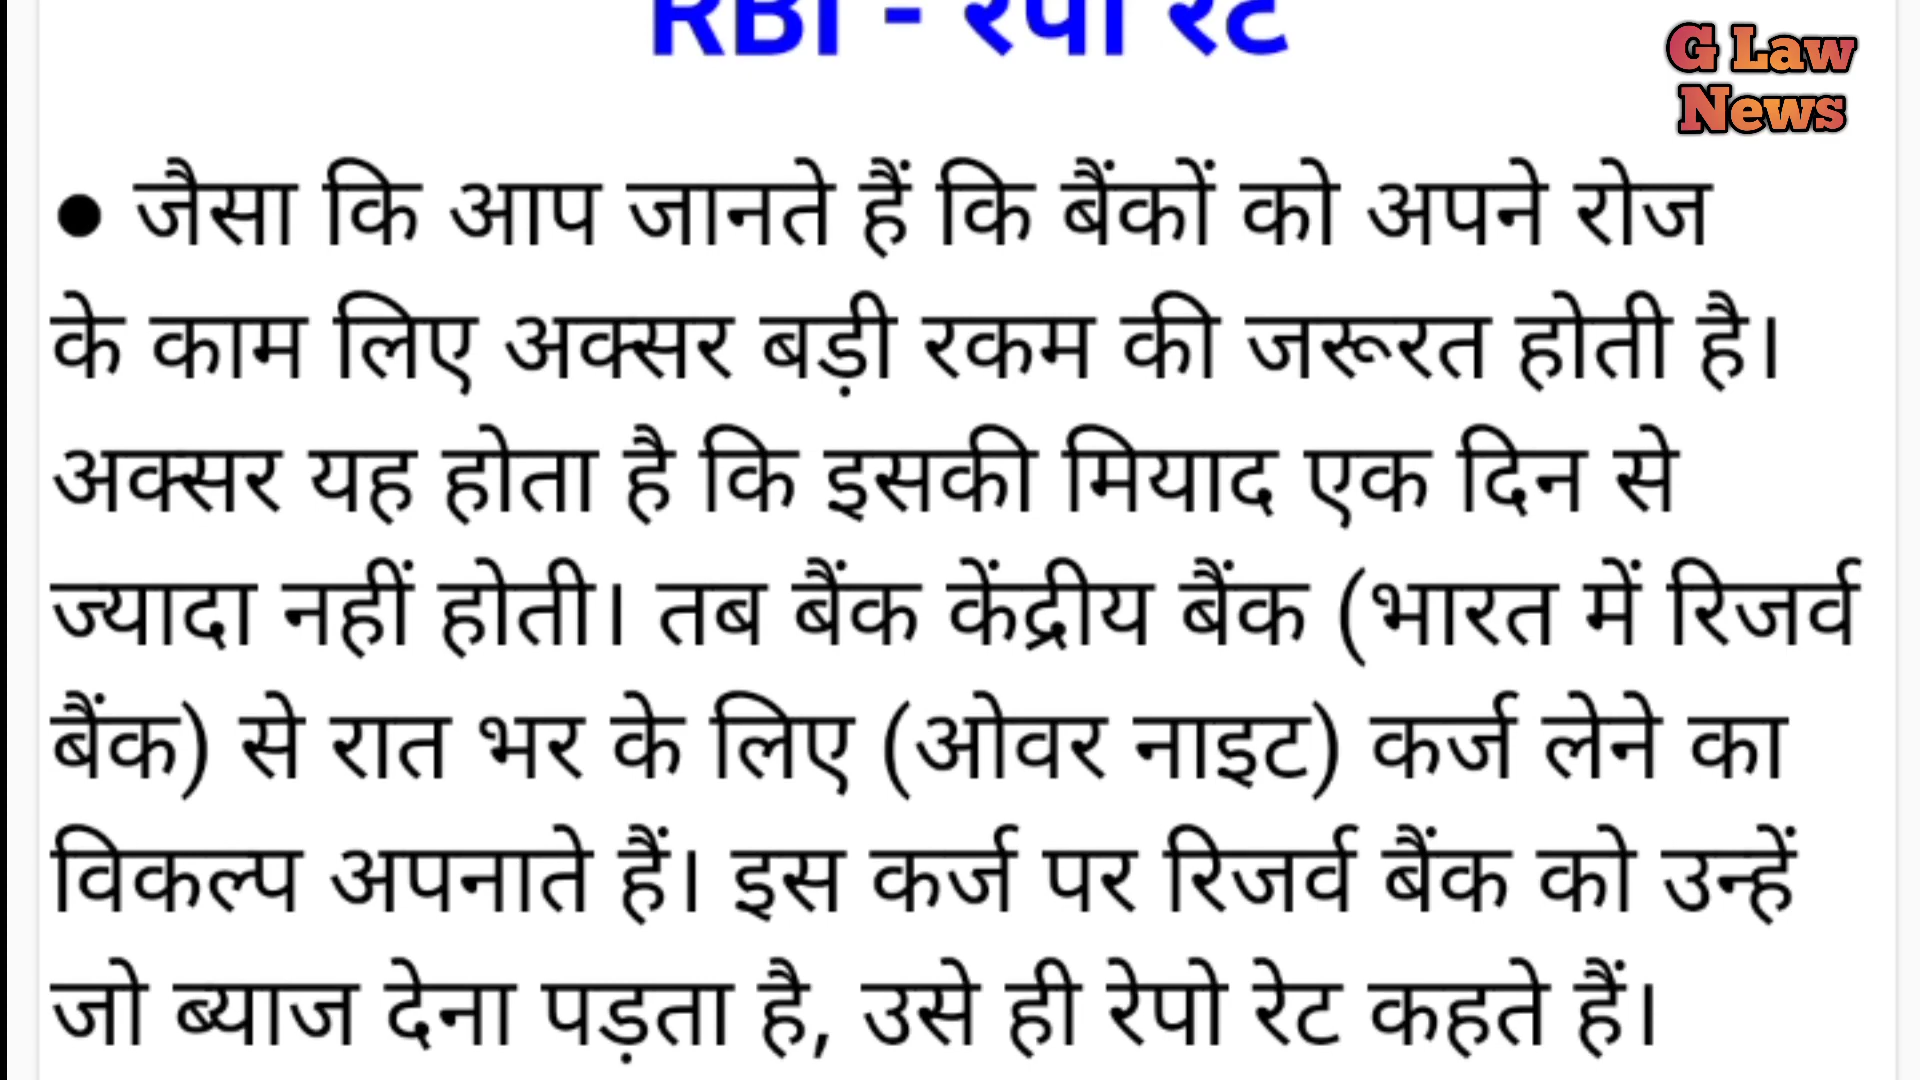 RBI - रेपो रेट
G Law
News
● जैसा कि आप जानते हैं कि बैंकों को अपने रोज
के काम लिए अक्सर बड़ी रकम की जरूरत होती है।
अक्सर यह होता है कि इसकी मियाद एक दिन से
ज्यादा नहीं होती। तब बैंक केंद्रीय बैंक (भारत में रिजर्व
बैंक) से रात भर के लिए (ओवर नाइट) कर्ज लेने का
विकल्प अपनाते हैं। इस कर्ज पर रिजर्व बैंक को उन्हें
जो ब्याज देना पड़ता है, उसे ही रेपो रेट कहते हैं।